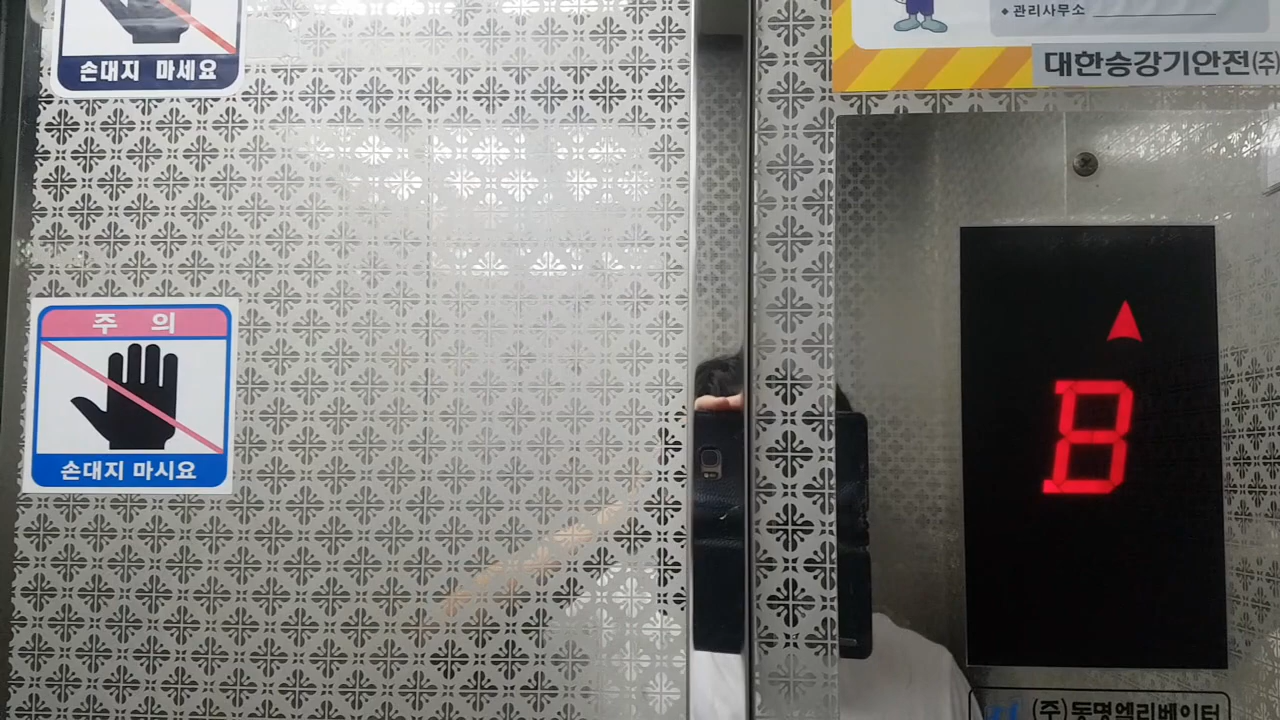 손대지 마세요
◆ 관리사무소
대한승강기안전(주)
주 의
손대지 마시요
B
(주)동명엘리베이터